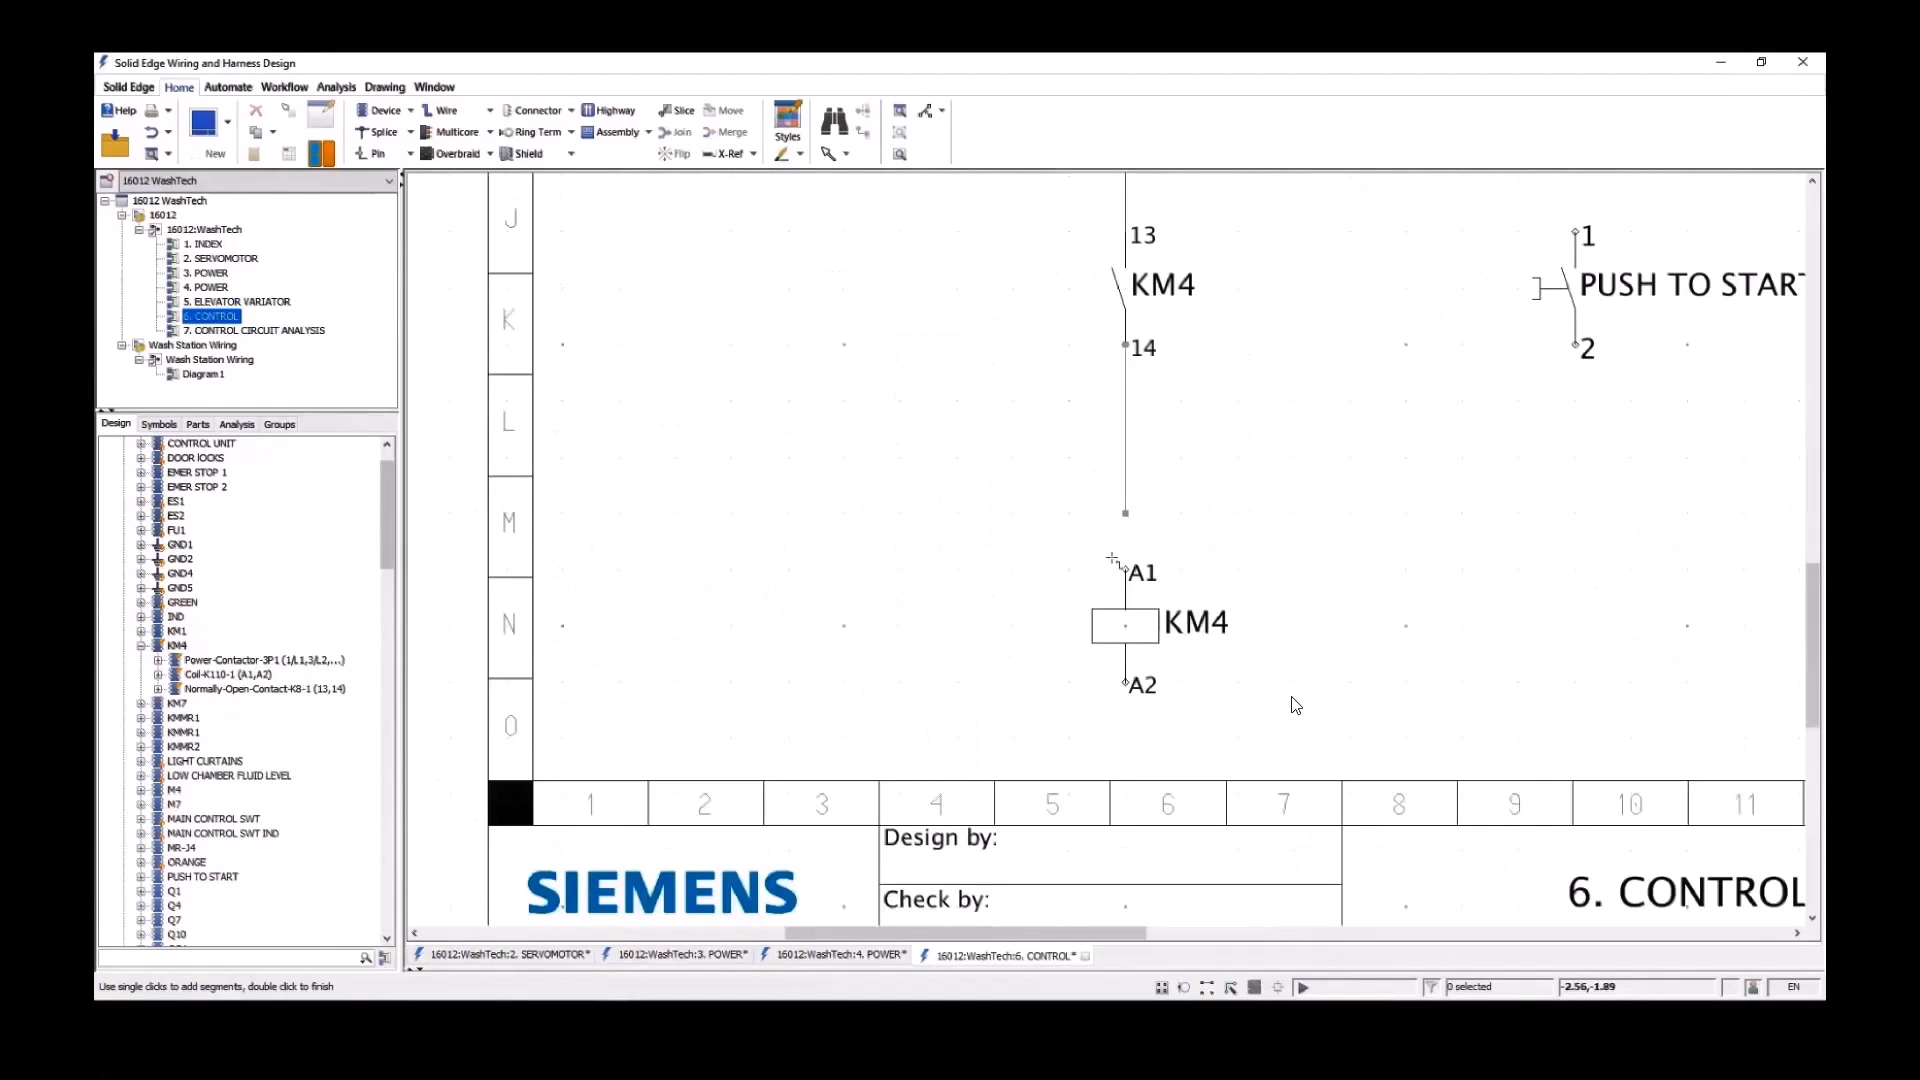 Solid Edge Wiring and Harness Design
Solid Edge Home Automate Workflow Analysis Drawing Window
Help Device Wire Connector Highway Slice Move
Splice Multicore Ring Term Assembly Join Merge Styles
New Pin Overbraid Shield Flip X-Ref
16012 WashTech
16012 WashTech
16012
16012:WashTech
1. INDEX
2. SERVOMOTOR
3. POWER
4. POWER
5. ELEVATOR VARIATOR
6. CONTROL
7. CONTROL CIRCUIT ANALYSIS
Wash Station Wiring
Wash Station Wiring
Diagram1
Design Symbols Parts Analysis Groups
CONTROL UNIT
DOOR lOCKS
EMER STOP 1
EMER STOP 2
ES1
ES2
FU1
GND1
GND2
GND4
GND5
GREEN
IND
KM1
KM4
Power-Contactor-3P1 (1/L1,3/L2,...)
Coil-K110-1 (A1,A2)
Normally-Open-Contact-K8-1 (13,14)
KM7
KMMR1
KMMR1
KMMR2
LIGHT CURTAINS
LOW CHAMBER FLUID LEVEL
M4
M7
MAIN CONTROL SWT
MAIN CONTROL SWT IND
MR-J4
ORANGE
PUSH TO START
Q1
Q4
Q7
Q10
J
K
L
M
N
O
13
KM4
14
1
PUSH TO START
2
A1
KM4
A2
1 2 3 4 5 6 7 8 9 10 11
Design by:
SIEMENS
Check by:
6. CONTROL
16012:WashTech:2. SERVOMOTOR* 16012:WashTech:3. POWER* 16012:WashTech:4. POWER* 16012:WashTech:6. CONTROL*
Use single clicks to add segments, double click to finish
0 selected -2.56,-1.89 EN